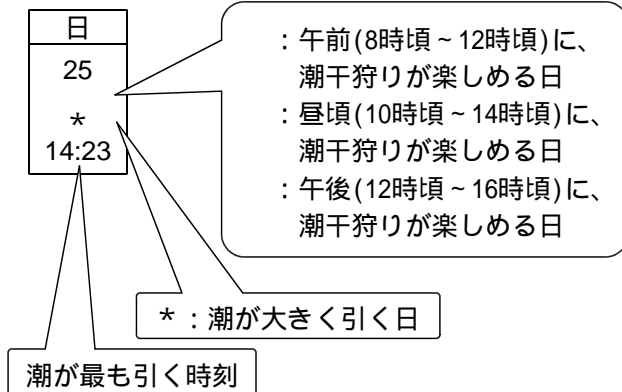 日
25
*
14:23
：午前(8時頃~12時頃)に、
潮干狩りが楽しめる日
：昼頃(10時頃~14時頃)に、
潮干狩りが楽しめる日
：午後(12時頃~16時頃)に、
潮干狩りが楽しめる日
*：潮が大きく引く日
潮が最も引く時刻